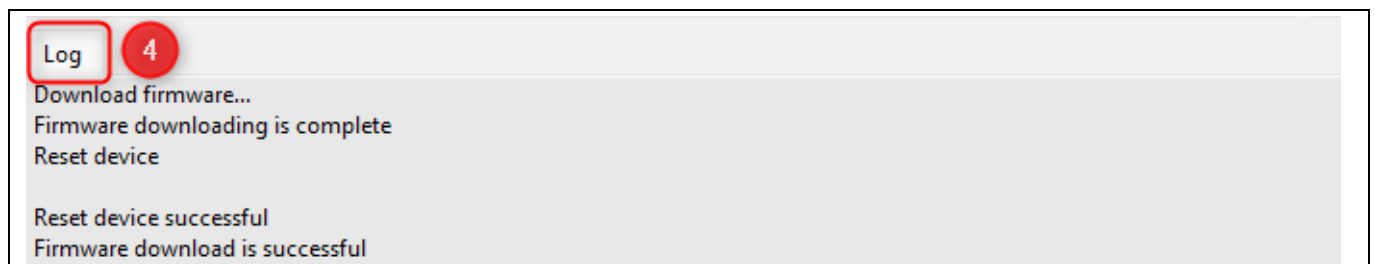 Log 4
Download firmware...
Firmware downloading is complete
Reset device
Reset device successful
Firmware download is successful